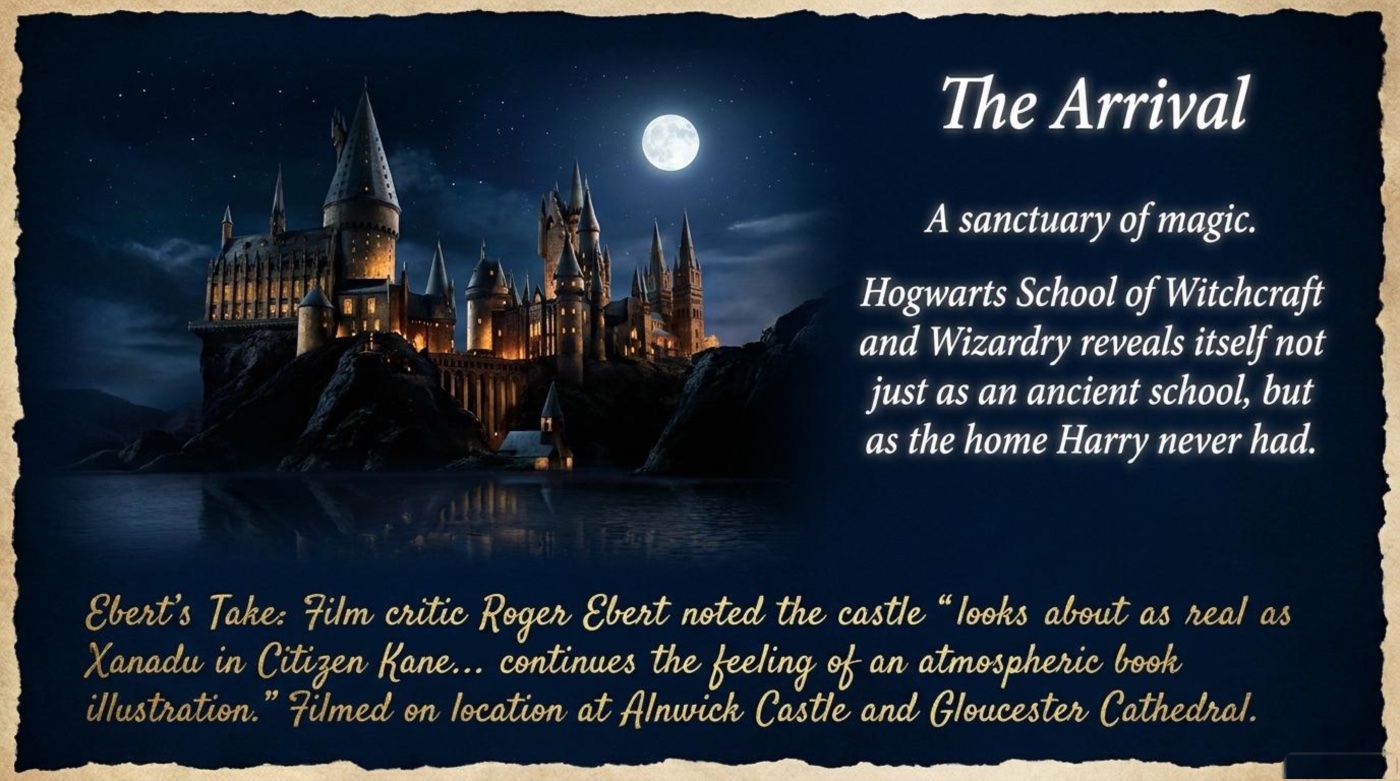 The Arrival
A sanctuary of magic.
Hogwarts School of Witchcraft
and Wizardry reveals itself not
just as an ancient school, but
as the home Harry never had.
Ebert’s Take: Film critic Roger Ebert noted the castle “looks about as real as
Xanadu in Citizen Kane... continues the feeling of an atmospheric book
illustration.” Filmed on location at Alnwick Castle and Gloucester Cathedral.